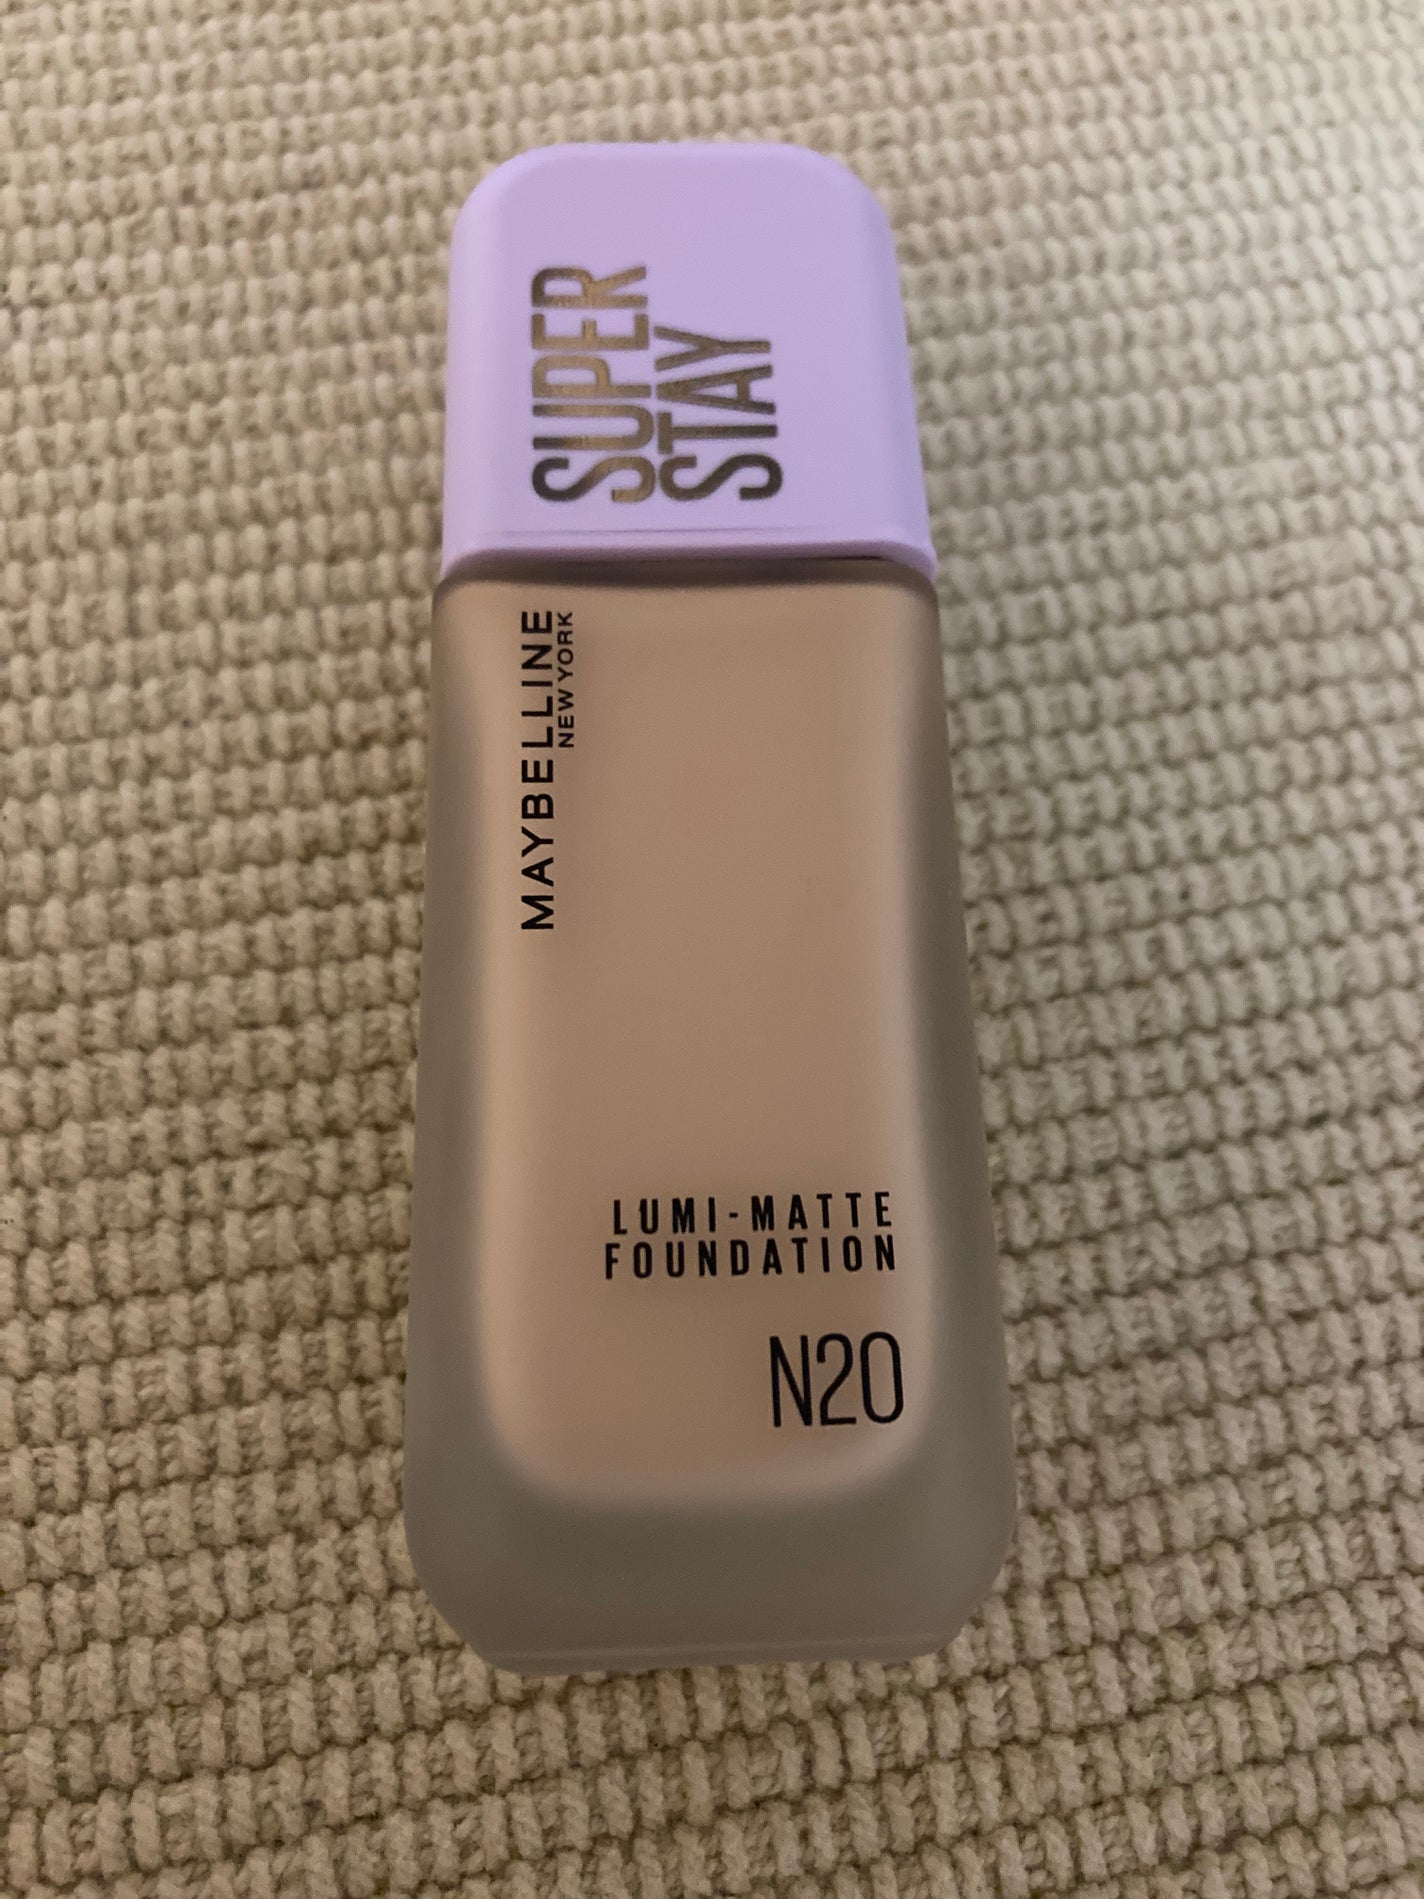 SUPER
STAY
MAYBELLINE
NEW YORK
LUMI-MATTE
FOUNDATION
N20